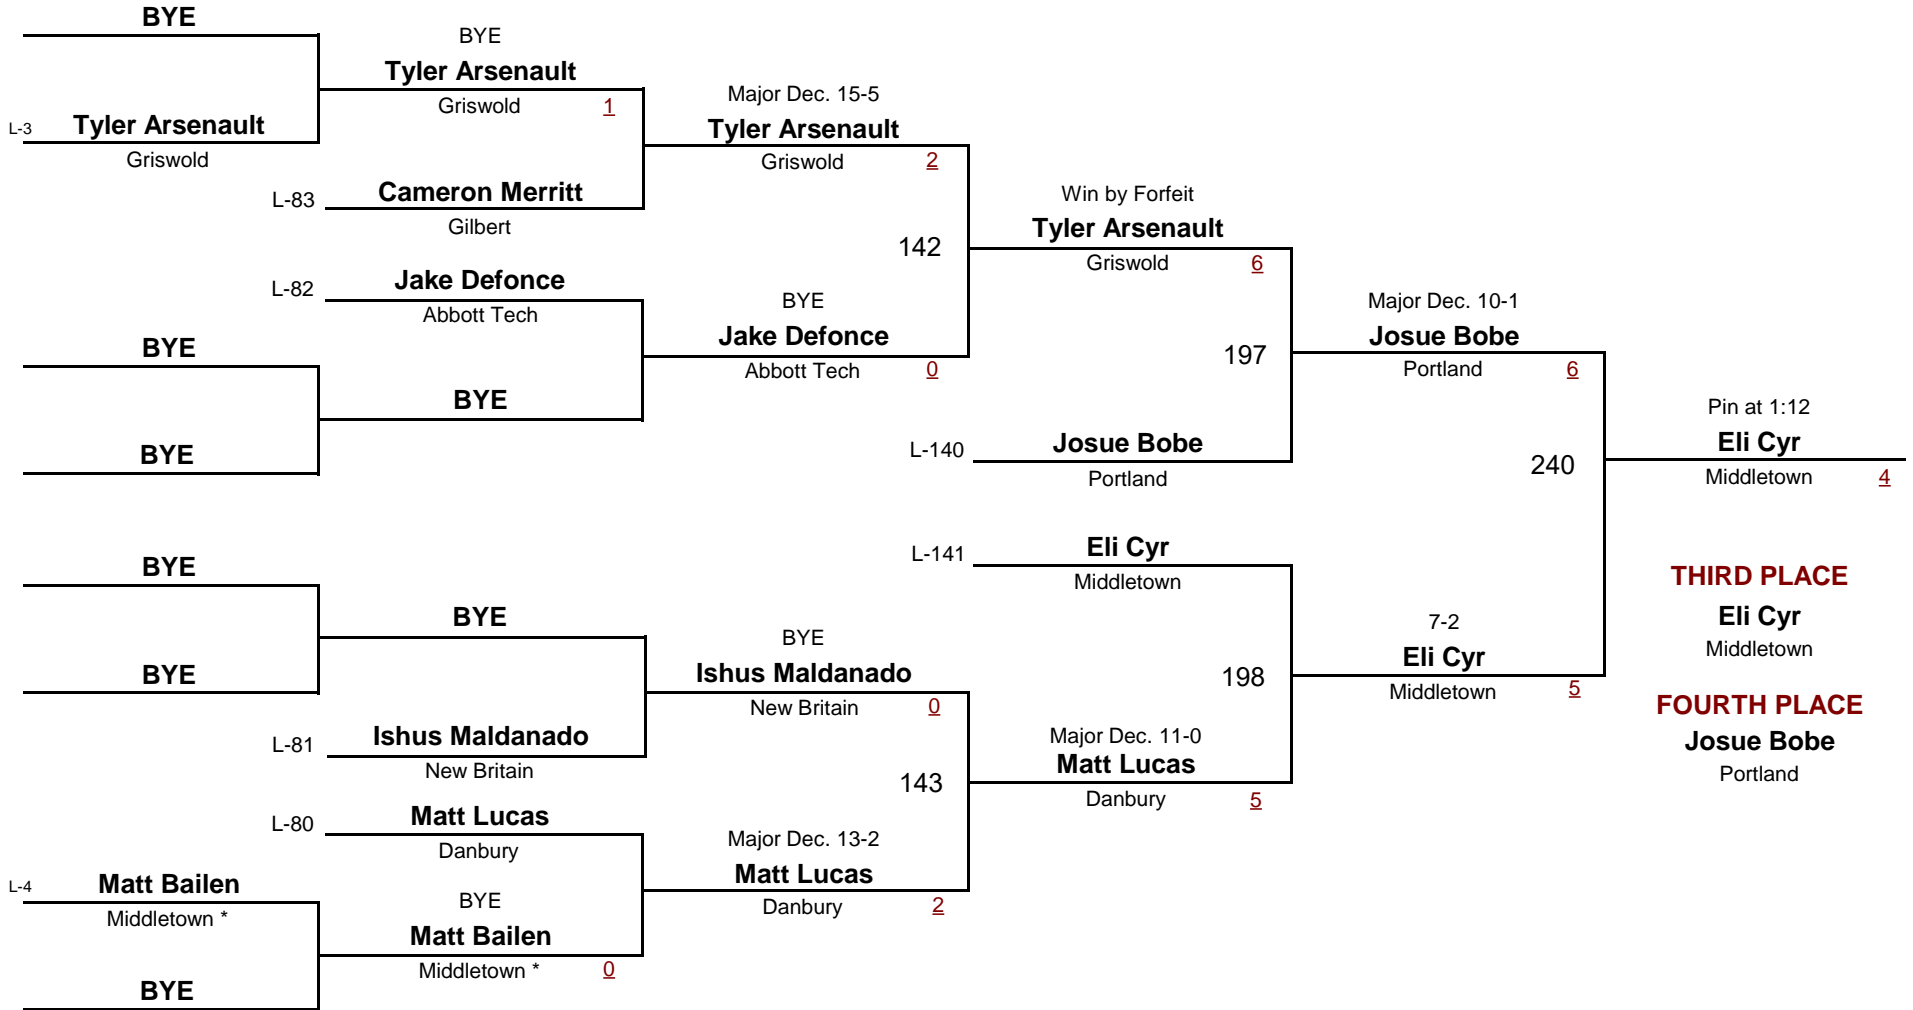 BYE
BYE
Tyler Arsenault
Griswold 1
L-3 Tyler Arsenault
Griswold
Major Dec. 15-5
Tyler Arsenault
Griswold 2
L-83 Cameron Merritt
Gilbert
Win by Forfeit
Tyler Arsenault
Griswold 6
142
L-82 Jake Defonce
Abbott Tech
BYE
Jake Defonce
Abbott Tech 0
Major Dec. 10-1
Josue Bobe
Portland 6
BYE
197
BYE
BYE
L-140 Josue Bobe
Portland
Pin at 1:12
Eli Cyr
Middletown 4
240
L-141 Eli Cyr
Middletown
BYE
THIRD PLACE
Eli Cyr
Middletown
BYE
BYE
Ishus Maldanado
New Britain 0
7-2
Eli Cyr
Middletown 5
BYE
198
FOURTH PLACE
Josue Bobe
Portland
L-81 Ishus Maldanado
New Britain
Major Dec. 11-0
Matt Lucas
Danbury 5
143
L-80 Matt Lucas
Danbury
Major Dec. 13-2
Matt Lucas
Danbury 2
L-4 Matt Bailen
Middletown *
BYE
Matt Bailen
Middletown * 0
BYE